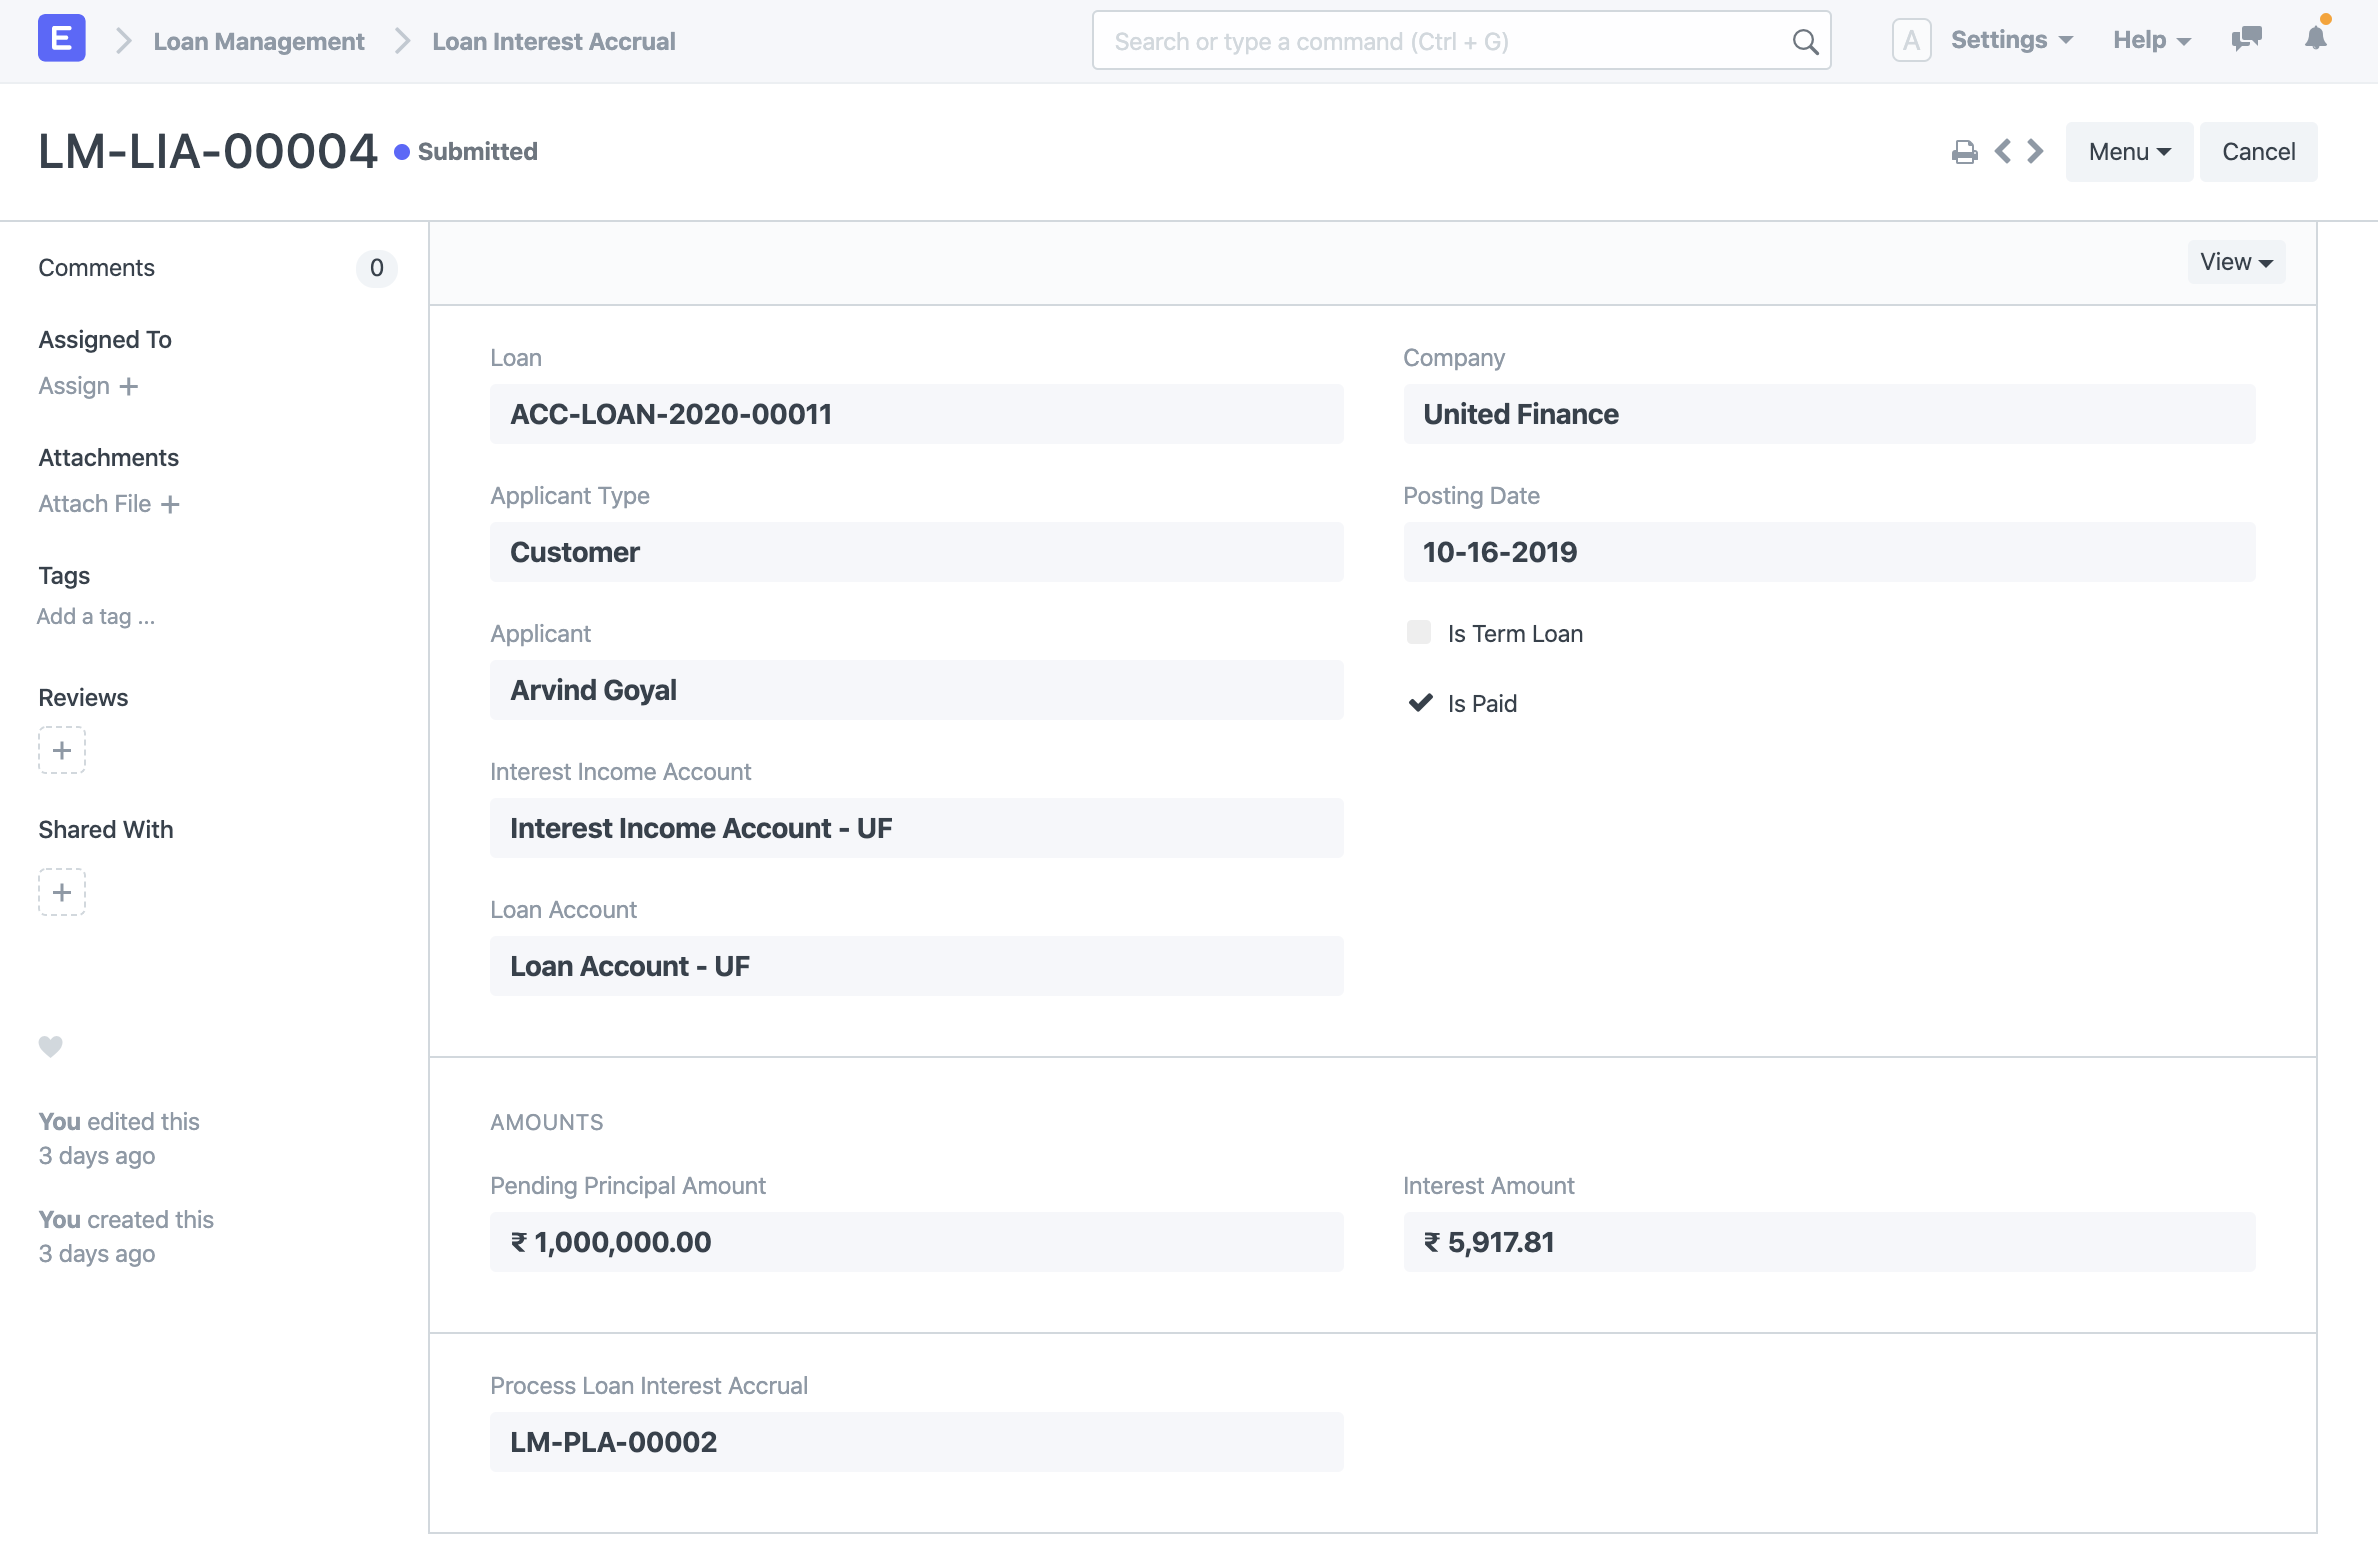 E
Loan Management
Loan Interest Accrual
Search or type a command (Ctrl + G)
A
Settings
Help
LM-LIA-00004
Submitted
Menu
Cancel
Comments
0
Assigned To
Assign +
Attachments
Attach File +
Tags
Add a tag ...
Reviews
+
Shared With
+
You edited this
3 days ago
You created this
3 days ago
View
Loan
ACC-LOAN-2020-00011
Applicant Type
Customer
Applicant
Arvind Goyal
Interest Income Account
Interest Income Account - UF
Loan Account
Loan Account - UF
Company
United Finance
Posting Date
10-16-2019
Is Term Loan
Is Paid
AMOUNTS
Pending Principal Amount
₹ 1,000,000.00
Interest Amount
₹ 5,917.81
Process Loan Interest Accrual
LM-PLA-00002